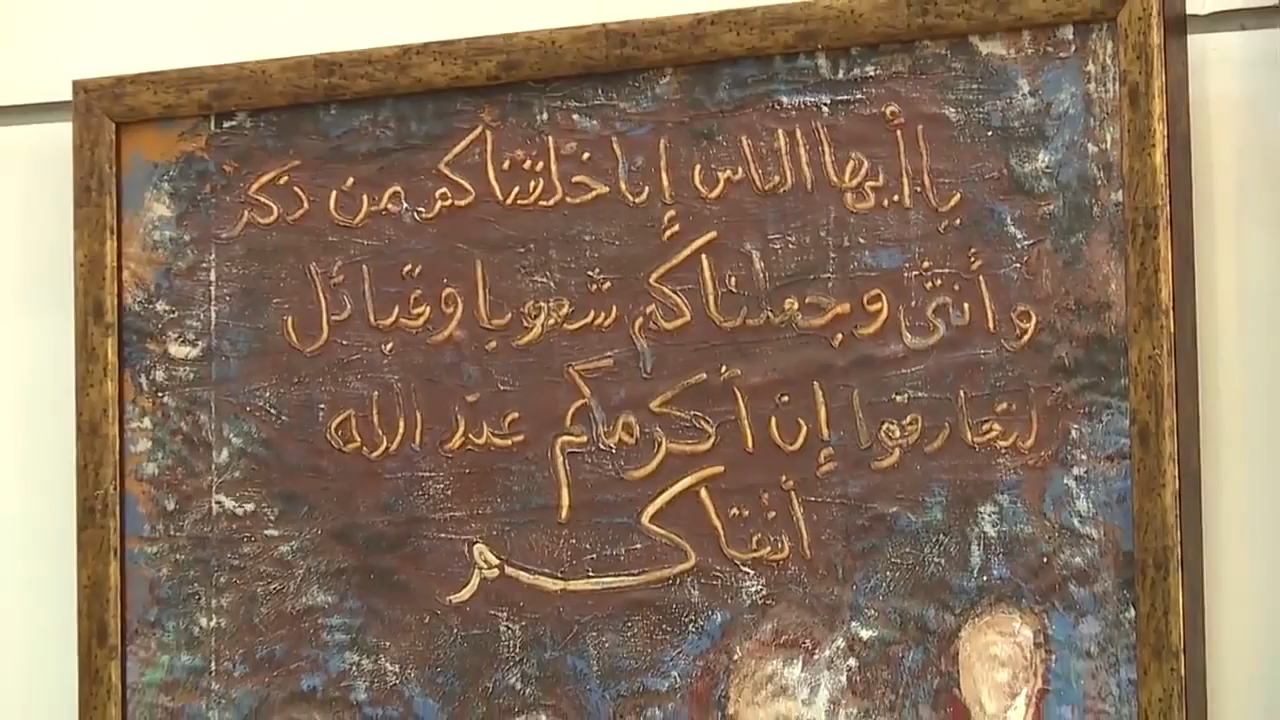 يا أيها الناس إنا خلقناكم من ذكر
وأنثى وجعلناكم شعوبا وقبائل
لتعارفوا إن أكرمكم عند الله
أتقاكم